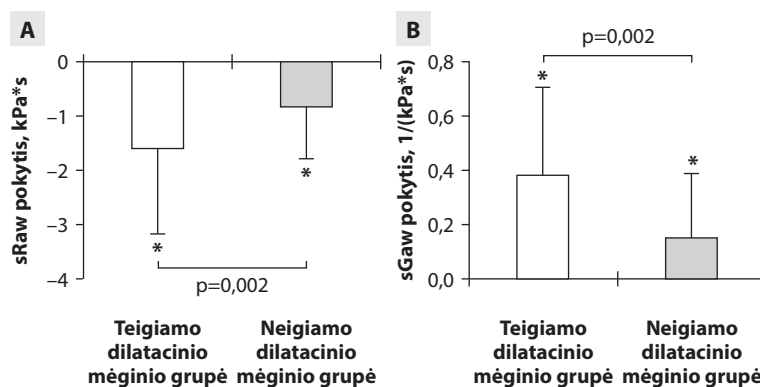 A
sRaw pokytis, kPa*s
0
–1
–2
–3
–4
*
*
p=0,002
Teigiamo
dilatacinio
mėginio grupė
Neigiamo
dilatacinio
mėginio grupė
B
sGaw pokytis, 1/(kPa*s)
p=0,002
0,8
0,6
0,4
0,2
0,0
*
*
Teigiamo
dilatacinio
mėginio grupė
Neigiamo
dilatacinio
mėginio grupė